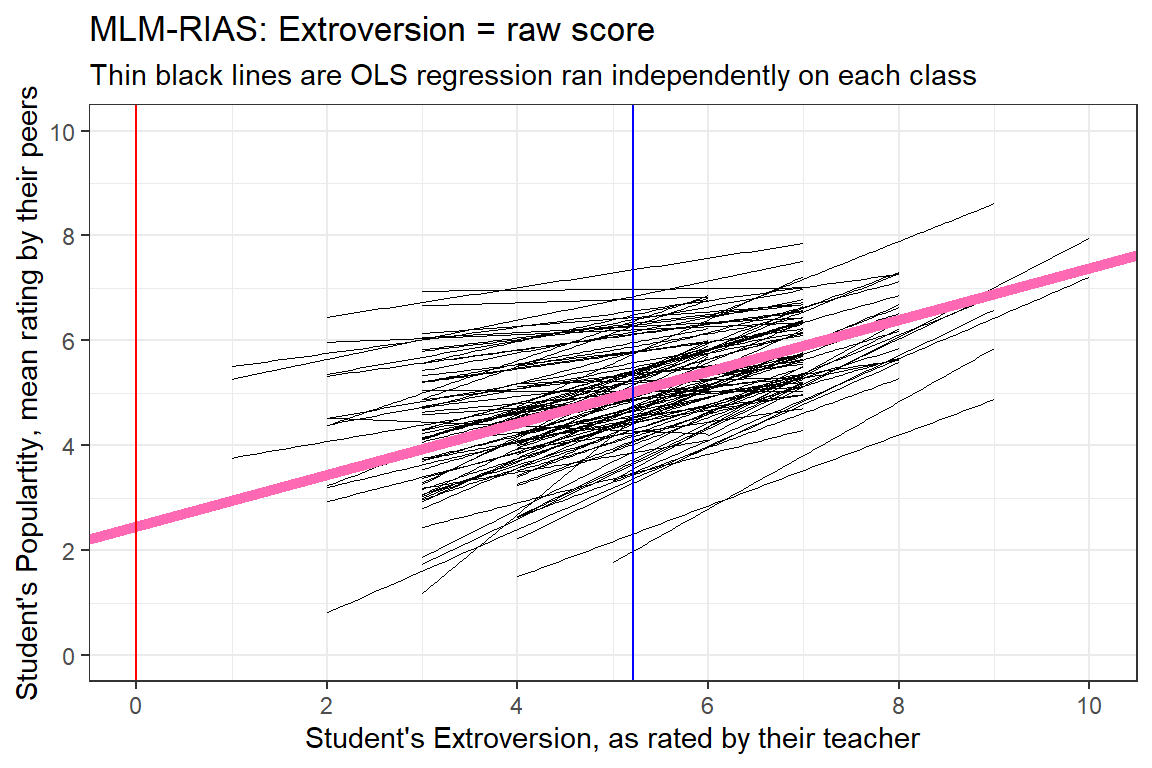 MLM-RIAS: Extroversion = raw score
Thin black lines are OLS regression ran independently on each class
Student's Populartity, mean rating by their peers
10
8
6
4
2
0
0 2 4 6 8 10
Student's Extroversion, as rated by their teacher